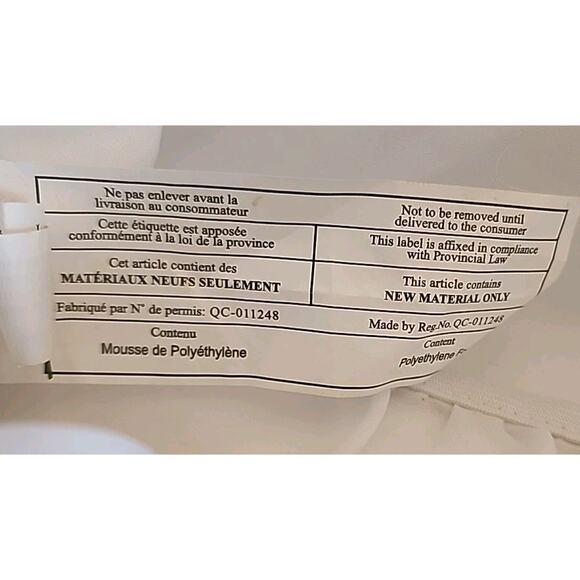 Ne pas enlever avant la
livraison au consommateur
Cette étiquette est apposée
conformément à la loi de la province
Cet article contient des
MATÉRIAUX NEUFS SEULEMENT
Fabriqué par N° de permis: QC-011248
Contenu
Mousse de Polyéthylène
Not to be removed until
delivered to the consumer
This label is affixed in compliance
with Provincial Law
This article contains
NEW MATERIAL ONLY
Made by Reg.No. QC-011248
Content
Polyethylene